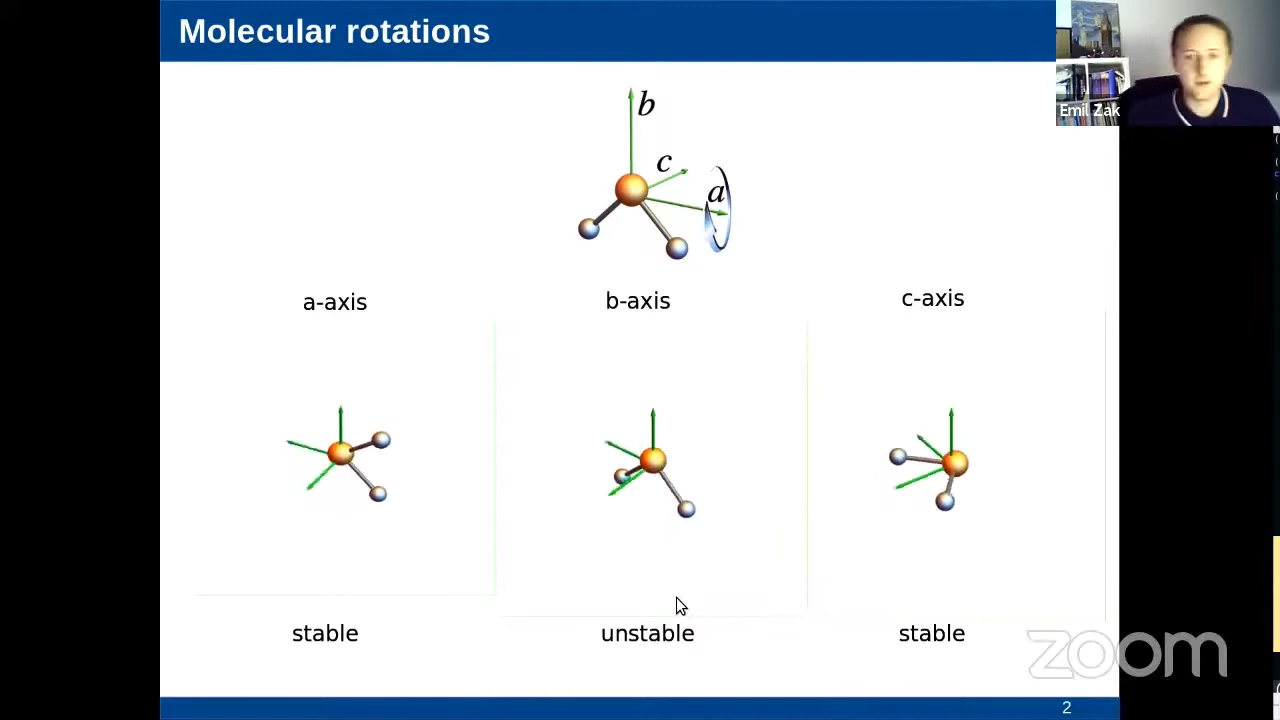 Molecular rotations
b
c
a
Emil Zak
a-axis
b-axis
c-axis
stable
unstable
stable
zoom
2